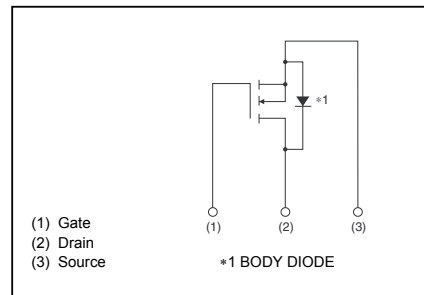 *1
(1) (2) (3)
(1) Gate
(2) Drain
(3) Source
*1 BODY DIODE